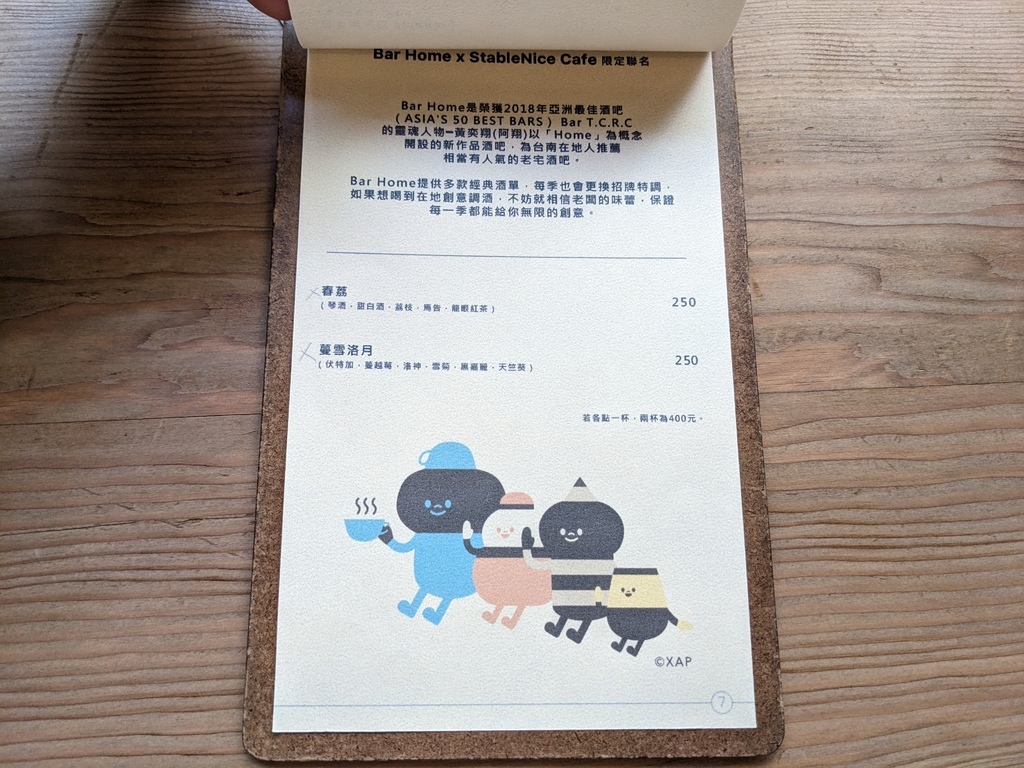 Bar Home x StableNice Cafe 限定聯名
Bar Home是榮獲2018年亞洲最佳酒吧
（ASIA'S 50 BEST BARS）Bar T.C.R.C
的靈魂人物－黃奕翔(阿翔)以「Home」為概念
開設的新作品酒吧，為台南在地人推薦
相當有人氣的老宅酒吧。
Bar Home提供多款經典酒單，每季也會更換招牌特調，
如果想喝到在地創意調酒，不妨就相信老闆的味蕾，保證
每一季都能給你無限的創意。
春荔 250
（琴酒．甜白酒．荔枝．馬告．龍眼紅茶）
蔓雪洛月 250
（伏特加．蔓越莓．洛神．雪菊．黑嘉麗．天竺葵）
若各點一杯，兩杯為400元。
©XAP
7